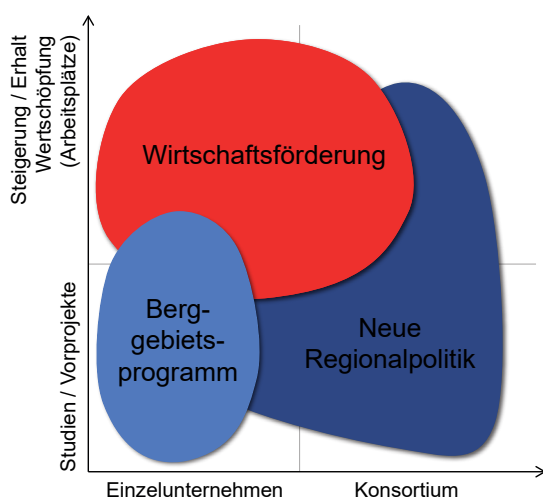 Steigerung / Erhalt
Wertschöpfung
(Arbeitsplätze)
Wirtschaftsförderung
Studien / Vorprojekte
Berg-
gebiets-
programm
Neue
Regionalpolitik
Einzelunternehmen
Konsortium